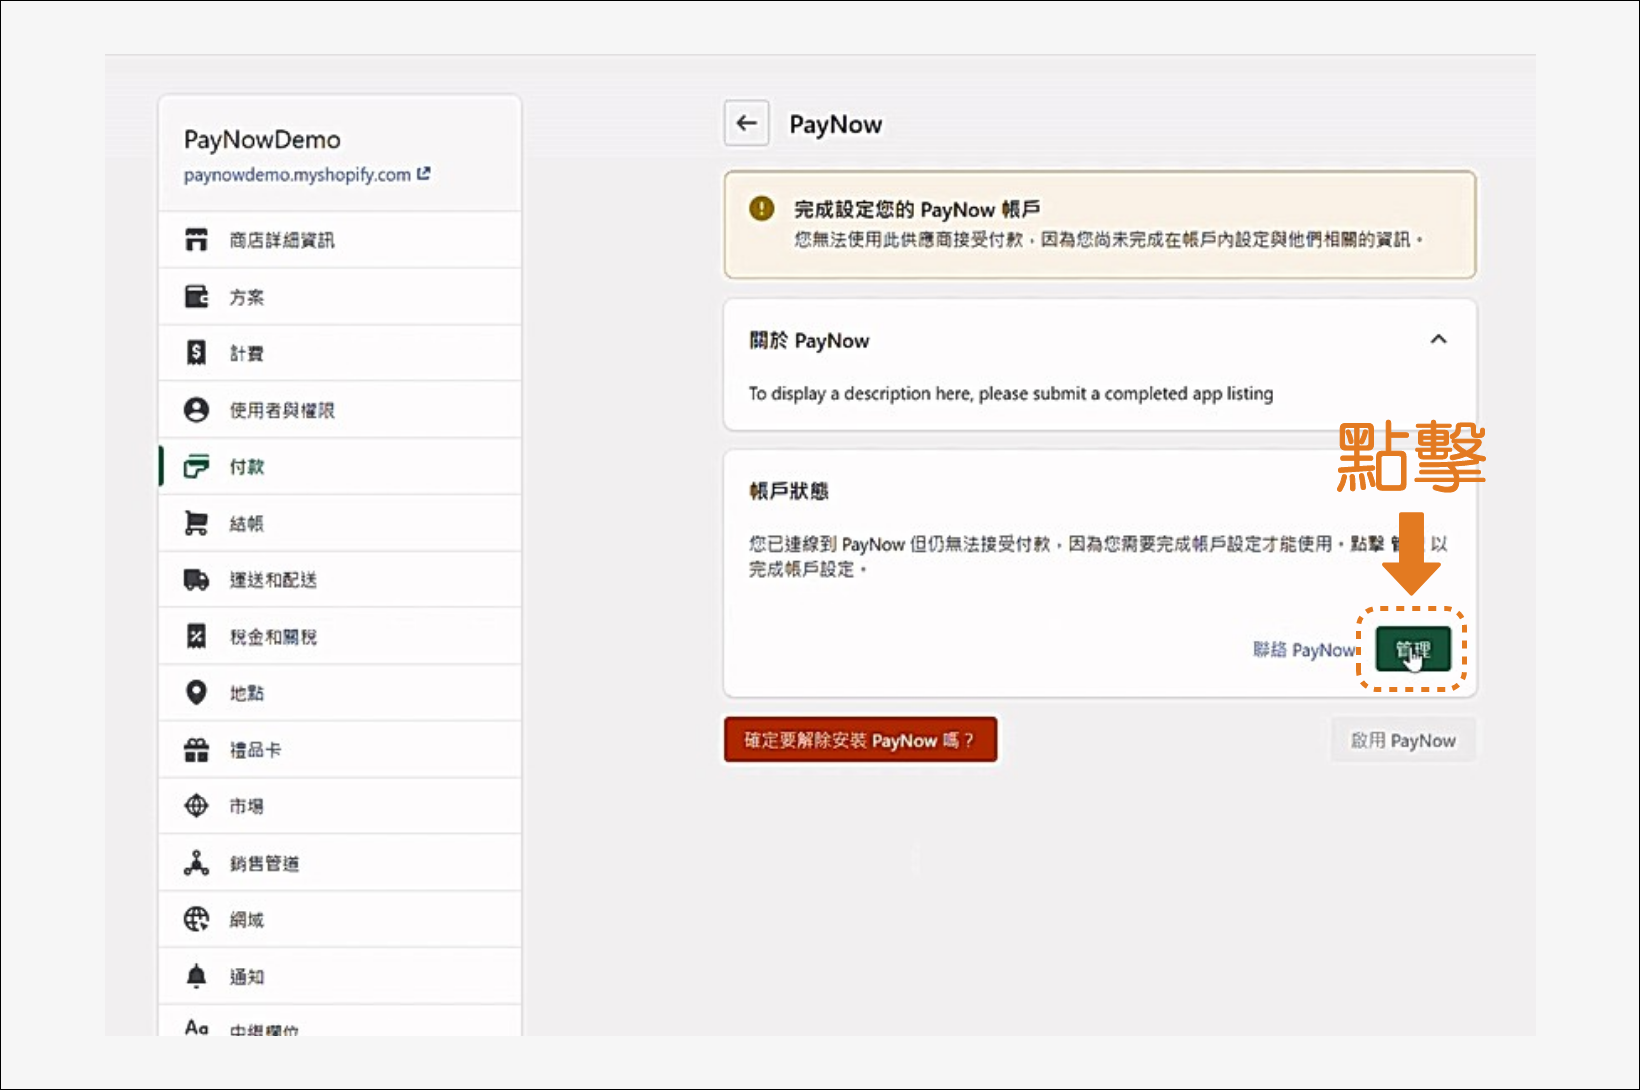 PayNowDemo
paynowdemo.myshopify.com
商店詳細資訊
方案
計費
使用者與權限
付款
結帳
運送和配送
稅金和關稅
地點
禮品卡
市場
銷售管道
網域
通知
中繼欄位
PayNow
完成設定您的 PayNow 帳戶
您無法使用此供應商接受付款，因為您尚未完成在帳戶內設定與他們相關的資訊。
關於 PayNow
To display a description here, please submit a completed app listing
點擊
帳戶狀態
您已連線到 PayNow 但仍無法接受付款，因為您需要完成帳戶設定才能使用。點擊 管 以
完成帳戶設定。
聯絡 PayNow
管理
確定要解除安裝 PayNow 嗎？
啟用 PayNow